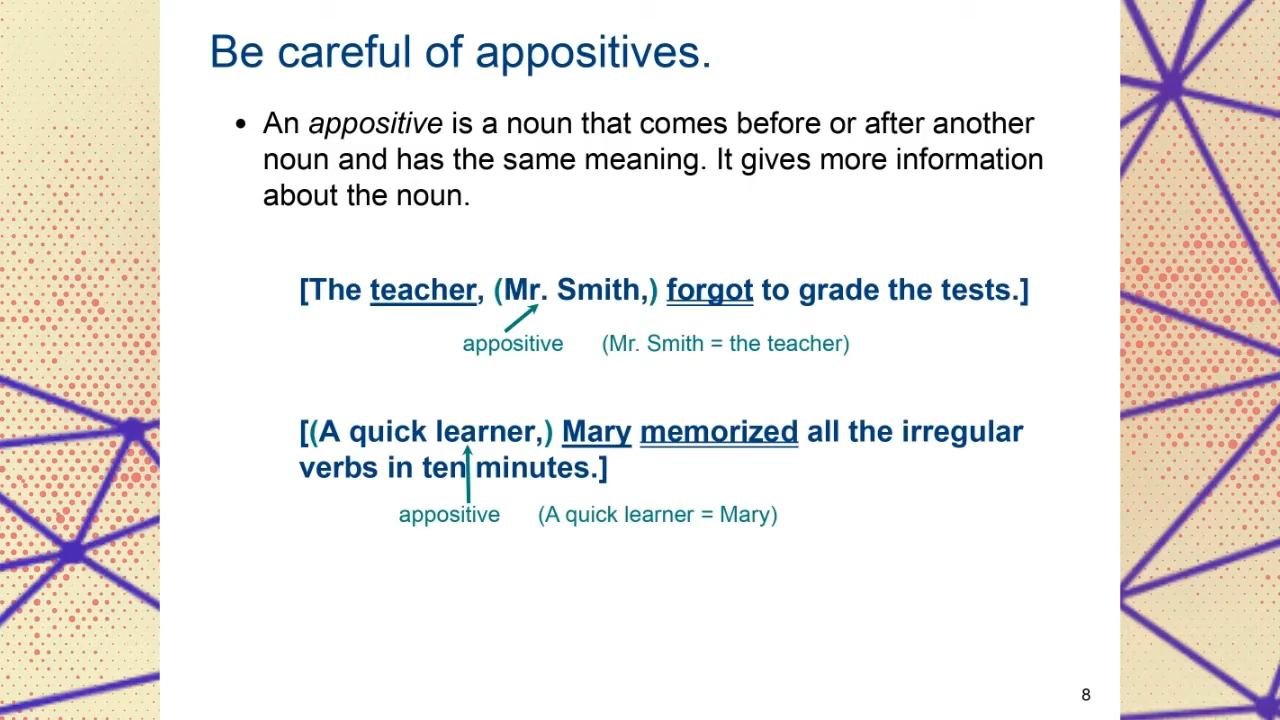 Be careful of appositives.
• An appositive is a noun that comes before or after another
noun and has the same meaning. It gives more information
about the noun.
[The teacher, (Mr. Smith,) forgot to grade the tests.]
appositive (Mr. Smith = the teacher)
[(A quick learner,) Mary memorized all the irregular
verbs in ten minutes.]
appositive (A quick learner = Mary)
8